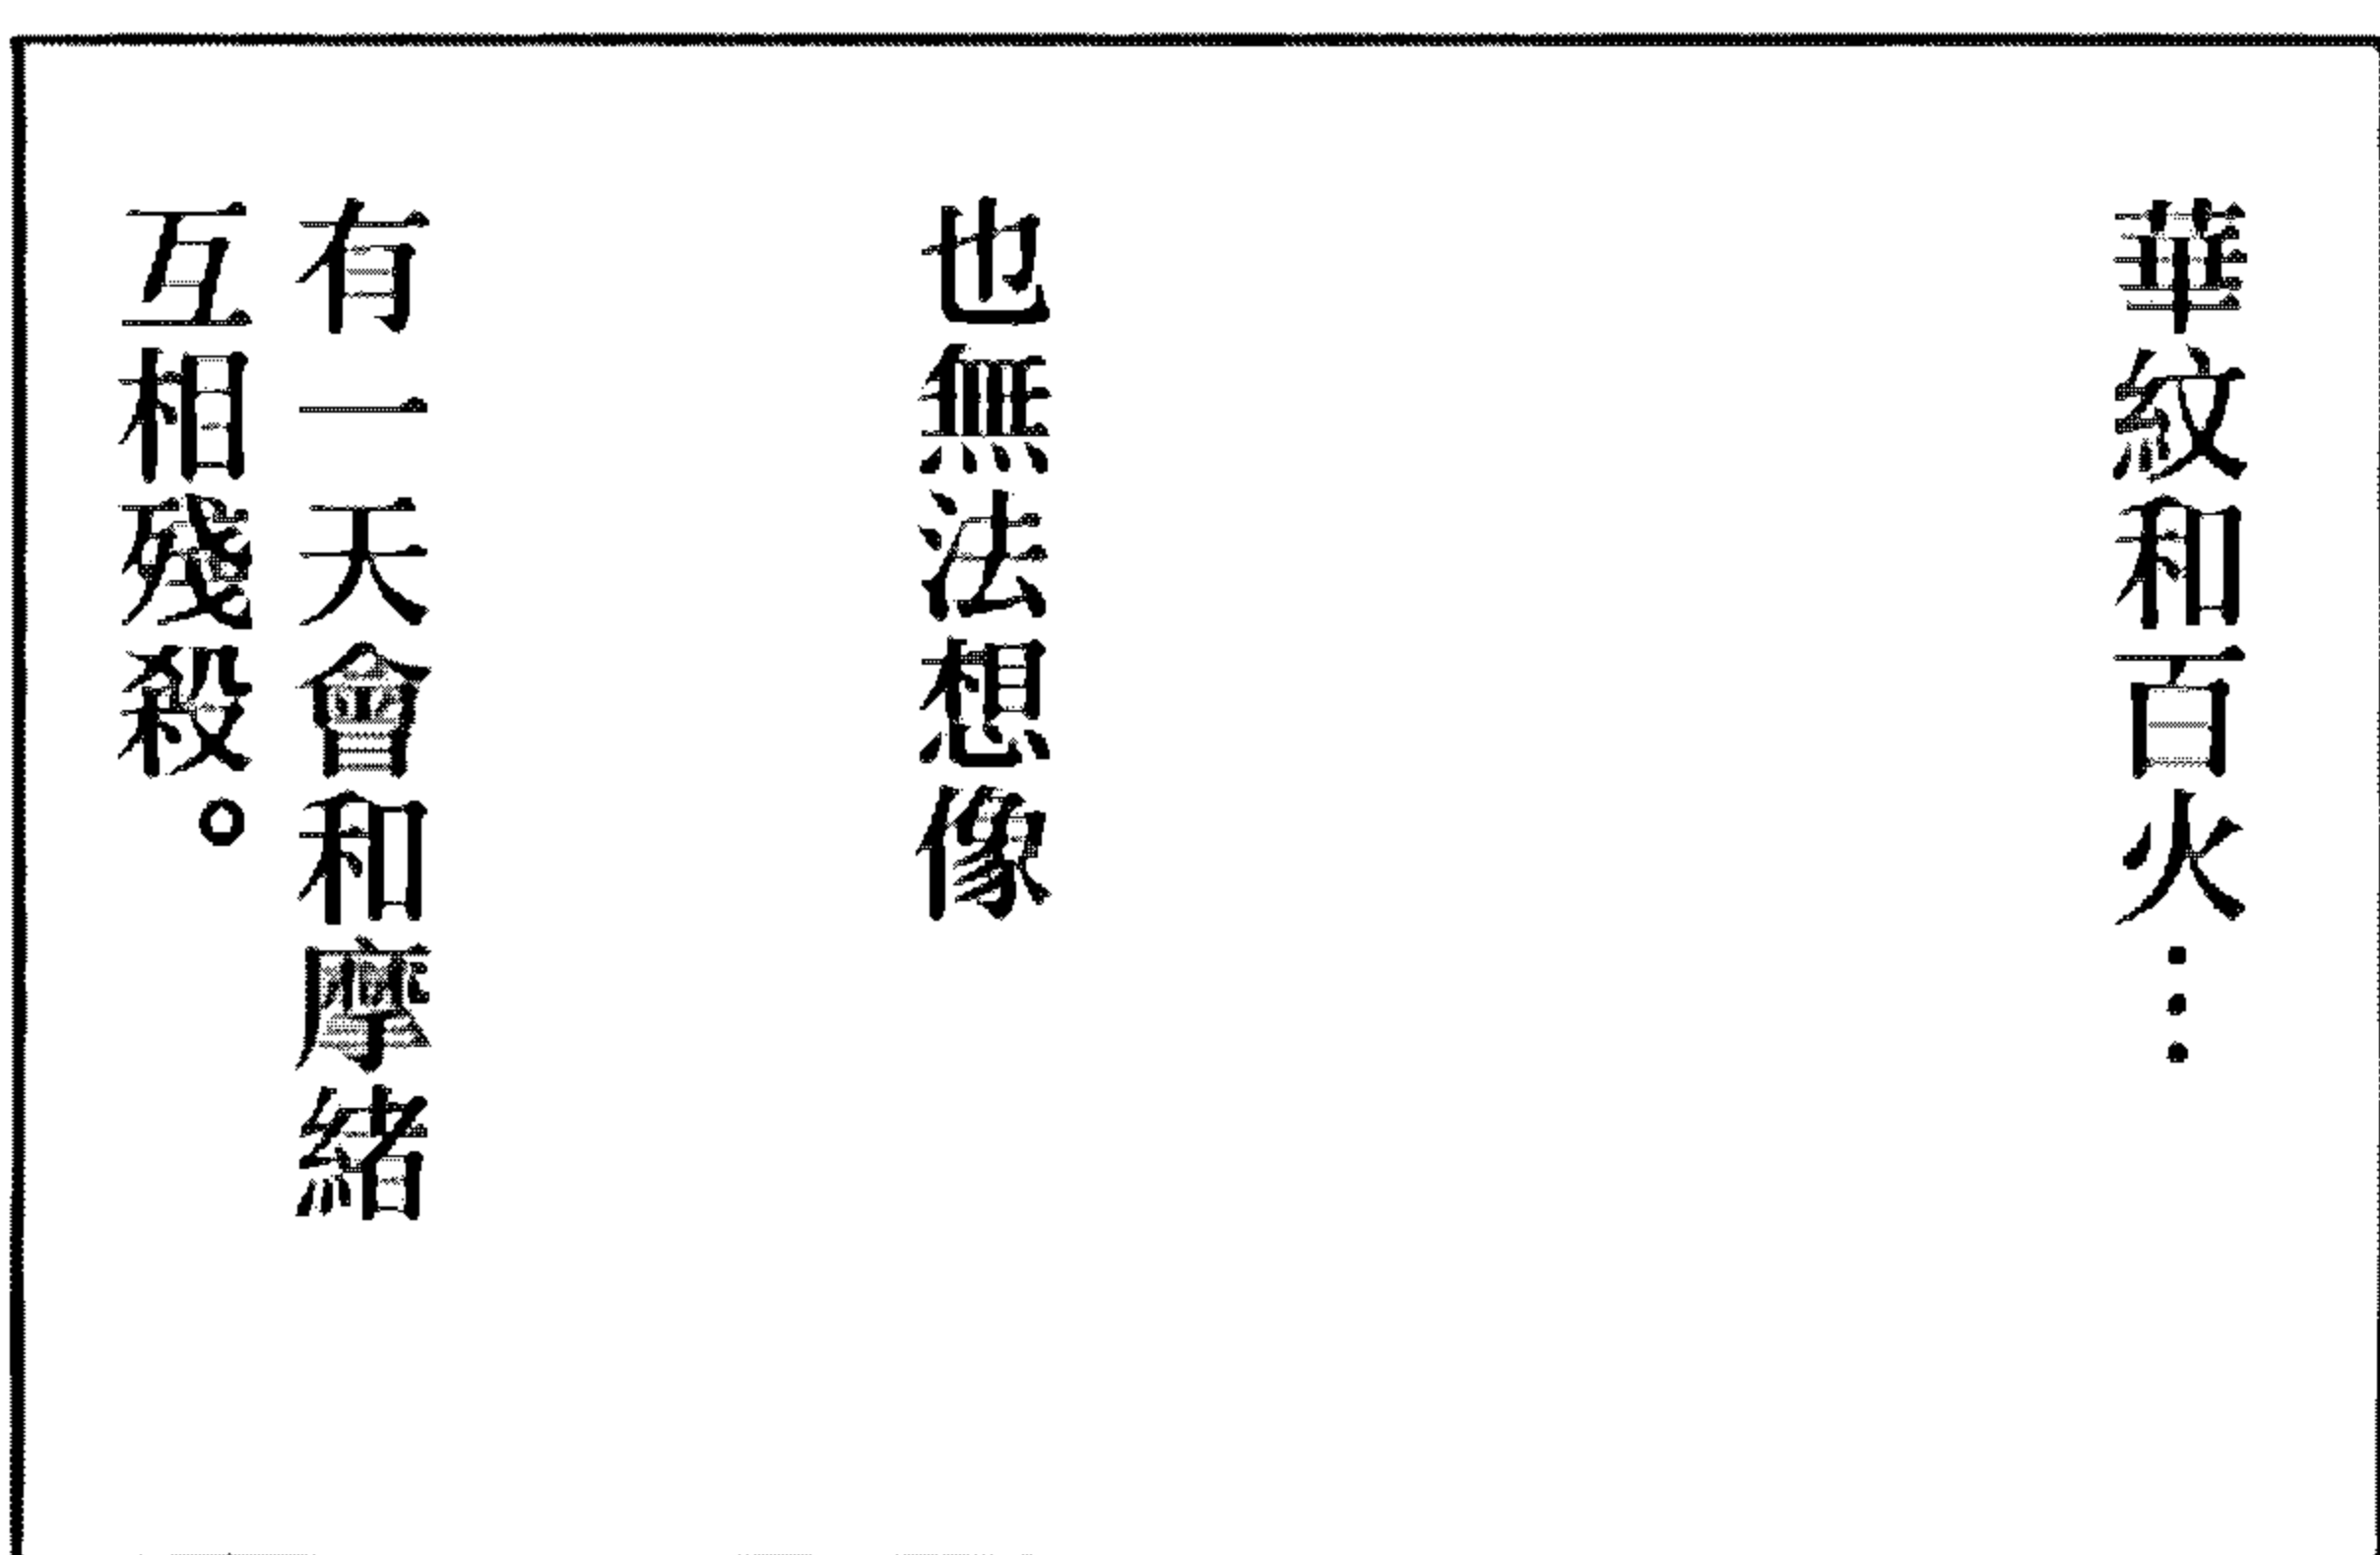 華紋和百火…
也無法想像
有一天會和摩緒
互相殘殺。